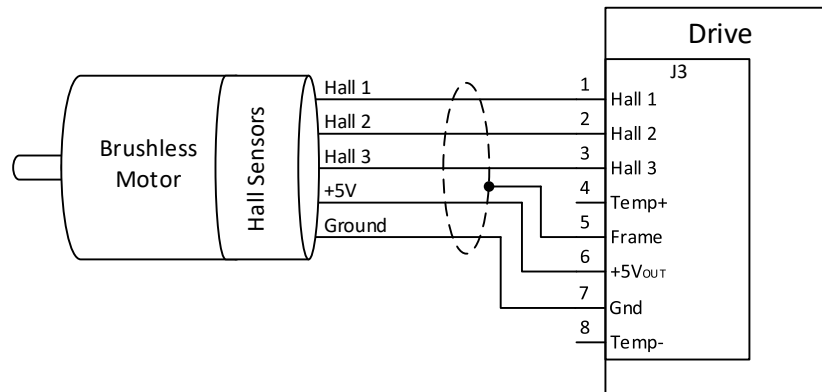 Drive
J3
Brushless
Motor
Hall Sensors
Hall 1
Hall 2
Hall 3
+5V
Ground
1
Hall 1
2
Hall 2
3
Hall 3
4
Temp+
5
Frame
6
+5VOUT
7
Gnd
8
Temp-